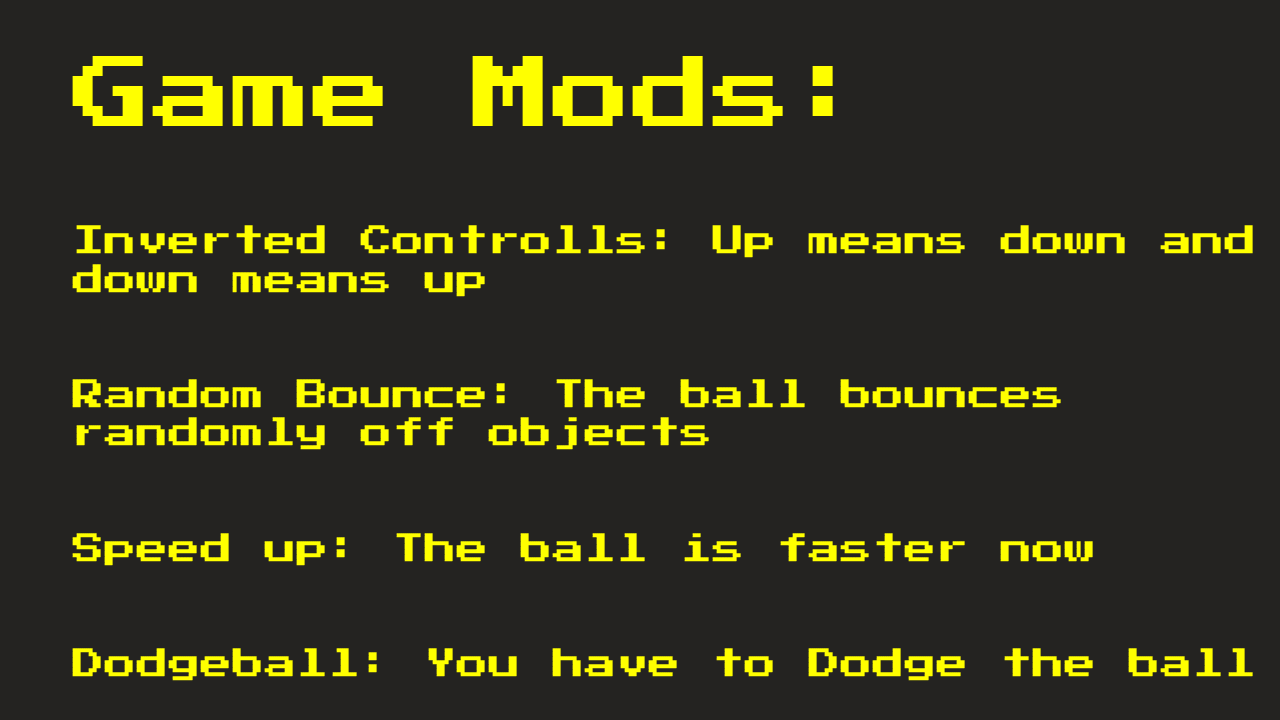 Game Mods:
Inverted Controlls: Up means down and
down means up
Random Bounce: The ball bounces
randomly off objects
Speed up: The ball is faster now
Dodgeball: You have to Dodge the ball